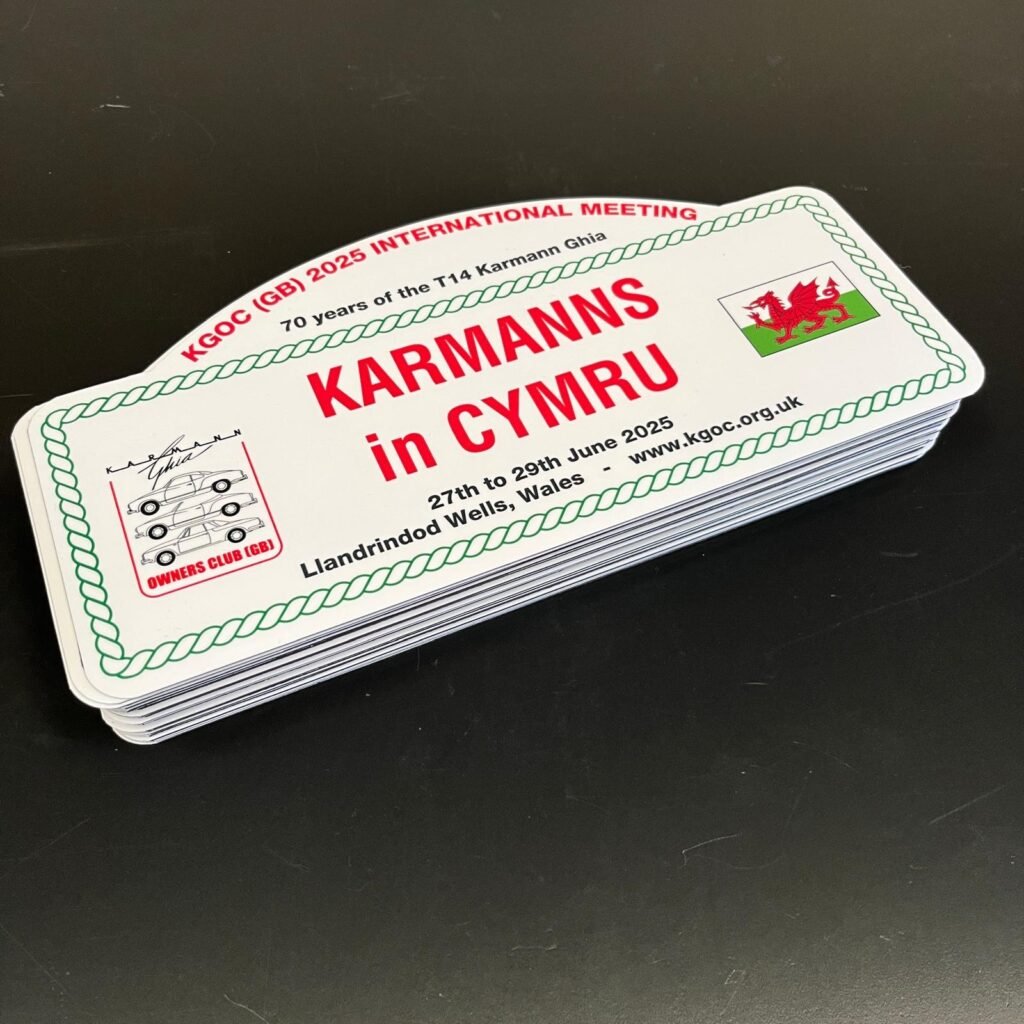 KGOC (GB) 2025 INTERNATIONAL MEETING
70 years of the T14 Karmann Ghia
KARMANNS
in CYMRU
27th to 29th June 2025
Llandrindod Wells, Wales - www.kgoc.org.uk
KARMANN
Ghia
OWNERS CLUB (GB)